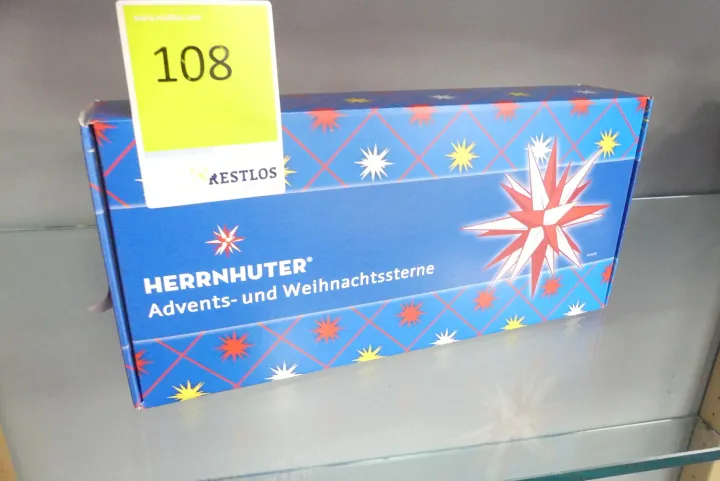 108
RESTLOS
HERRNHUTER®
Advents- und Weihnachtssterne